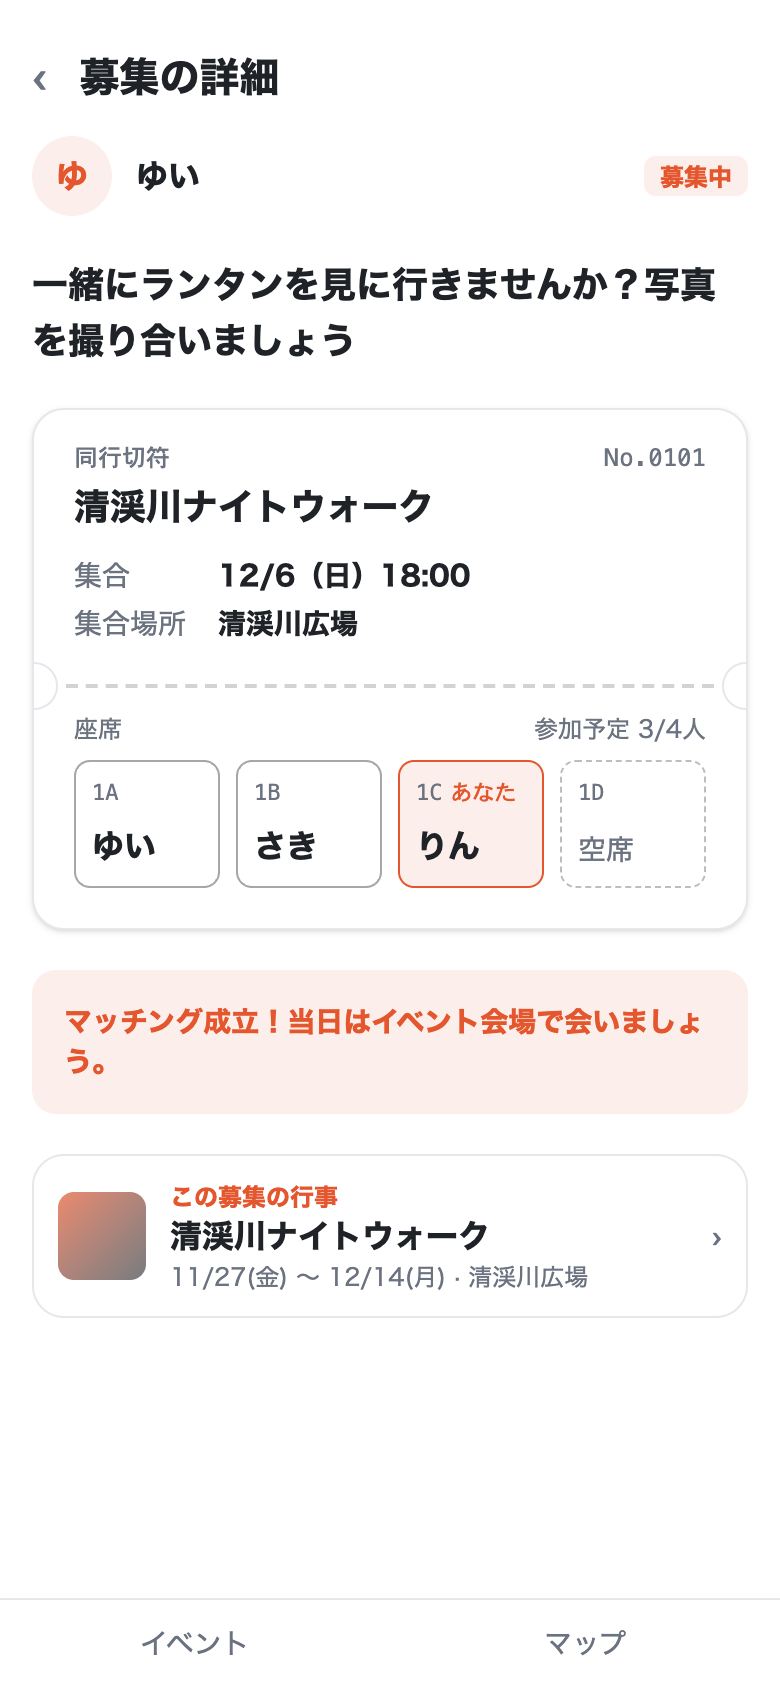 ‹ 募集の詳細
ゆ ゆい 募集中
一緒にランタンを見に行きませんか？写真
を撮り合いましょう
同行切符 No.0101
清渓川ナイトウォーク
集合 12/6（日）18:00
集合場所 清渓川広場
座席 参加予定 3/4人
1A 1B 1C あなた 1D
ゆい さき りん 空席
マッチング成立！当日はイベント会場で会いましょ
う。
この募集の行事
清渓川ナイトウォーク ›
11/27(金) 〜 12/14(月) · 清渓川広場
イベント マップ